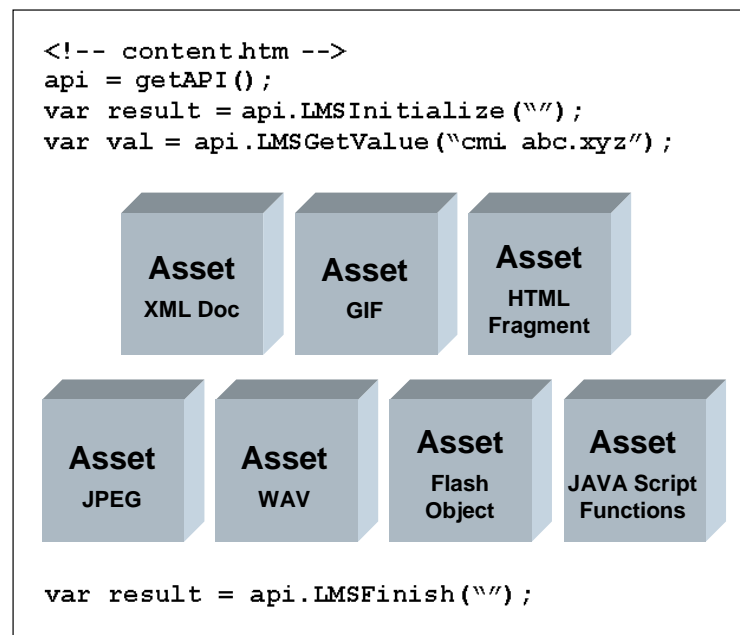 <!-- content.htm -->
api = getAPI();
var result = api.LMSInitialize(“”);
var val = api.LMSGetValue(“cmi abc.xyz”);
Asset
XML Doc
Asset
GIF
Asset
HTML
Fragment
Asset
JPEG
Asset
WAV
Asset
Flash
Object
Asset
JAVA Script
Functions
var result = api.LMSFinish(“”);